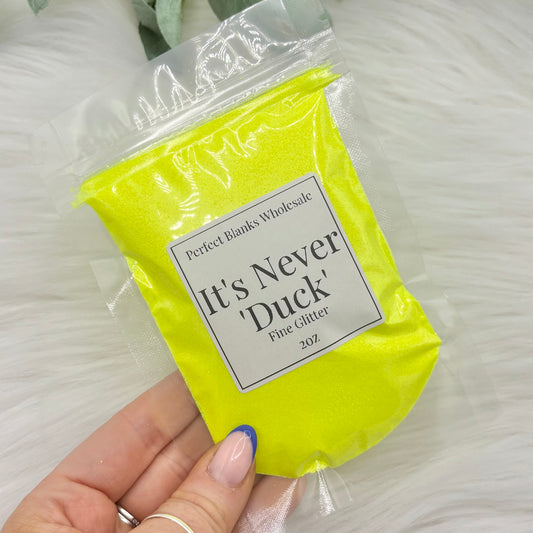 Perfect Blanks Wholesale
It's Never
'Duck'
Fine Glitter
2OZ